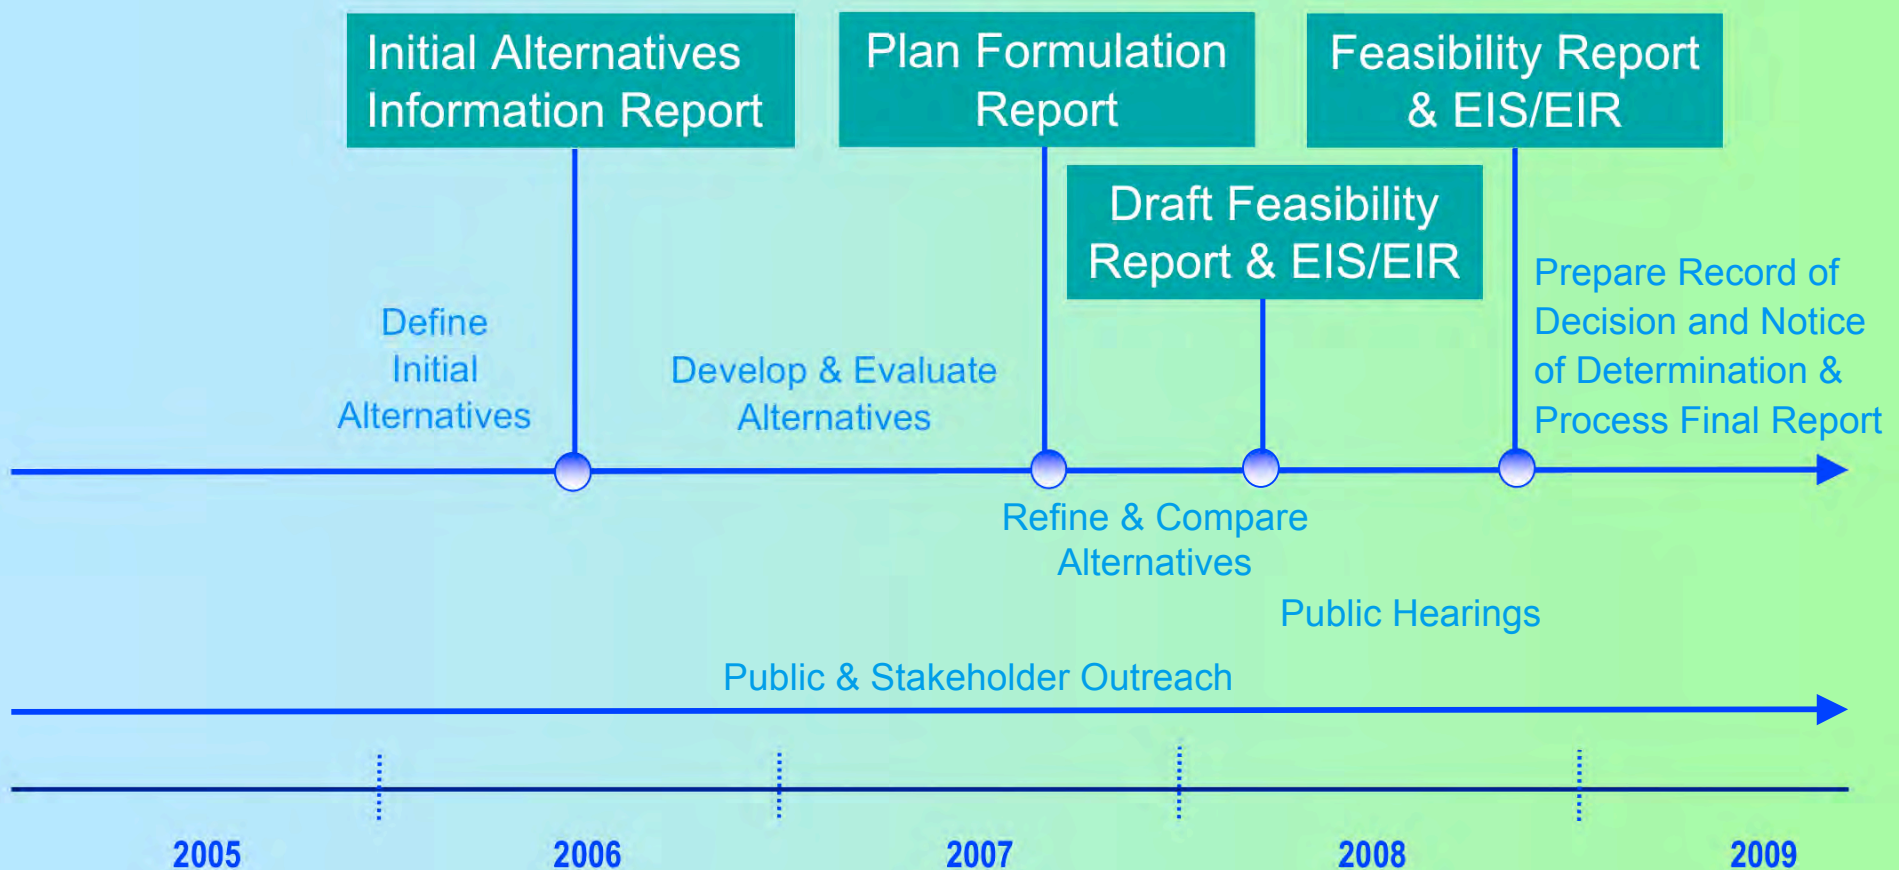 Initial Alternatives
Information Report
Plan Formulation
Report
Feasibility Report
& EIS/EIR
Draft Feasibility
Report & EIS/EIR
Define
Initial
Alternatives
Develop & Evaluate
Alternatives
Prepare Record of
Decision and Notice
of Determination &
Process Final Report
Refine & Compare
Alternatives
Public Hearings
Public & Stakeholder Outreach
2005
2006
2007
2008
2009